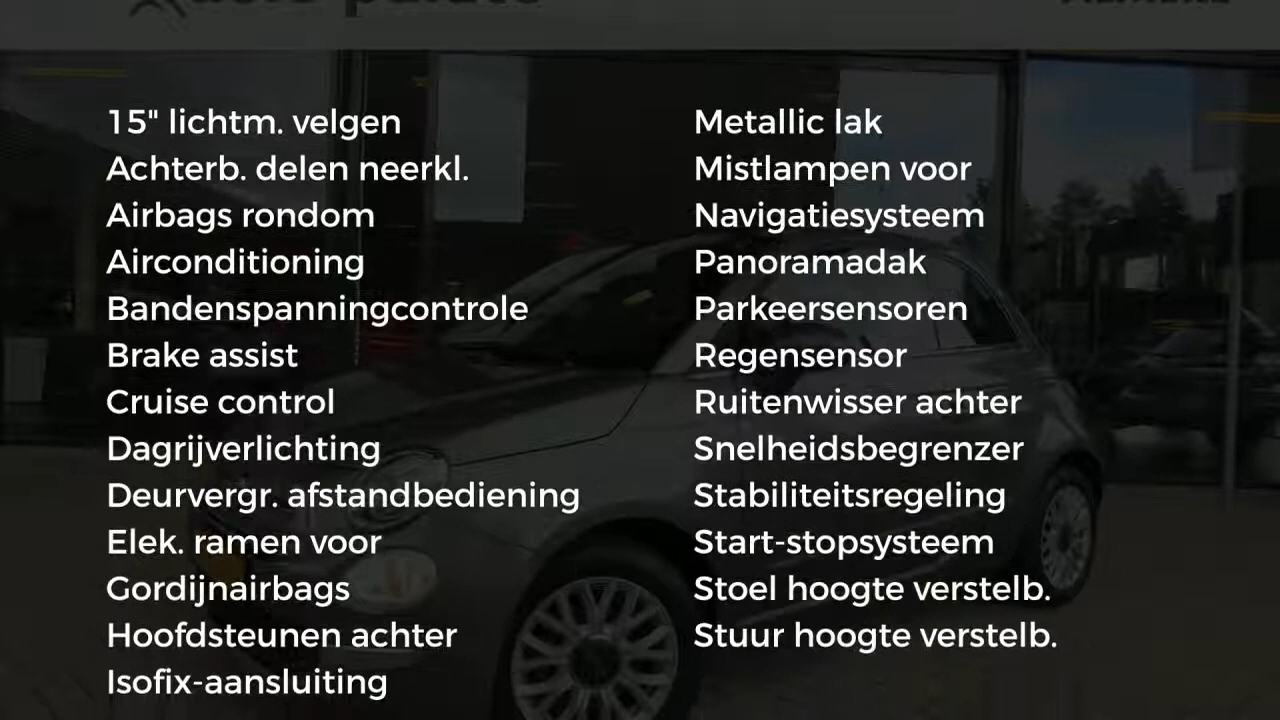 15" lichtm. velgen
Achterb. delen neerkl.
Airbags rondom
Airconditioning
Bandenspanningcontrole
Brake assist
Cruise control
Dagrijverlichting
Deurvergr. afstandbediening
Elek. ramen voor
Gordijnairbags
Hoofdsteunen achter
Isofix-aansluiting
Metallic lak
Mistlampen voor
Navigatiesysteem
Panoramadak
Parkeersensoren
Regensensor
Ruitenwisser achter
Snelheidsbegrenzer
Stabiliteitsregeling
Start-stopsysteem
Stoel hoogte verstelb.
Stuur hoogte verstelb.